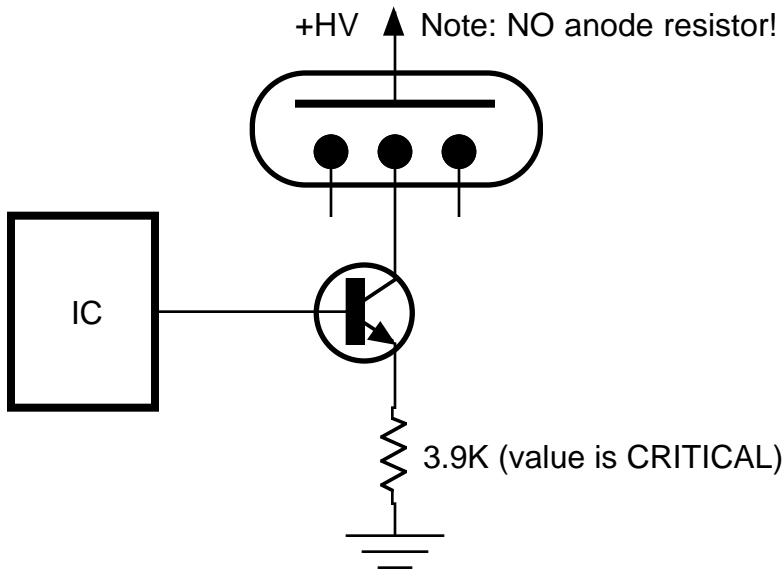 +HV Note: NO anode resistor!
IC
3.9K (value is CRITICAL)